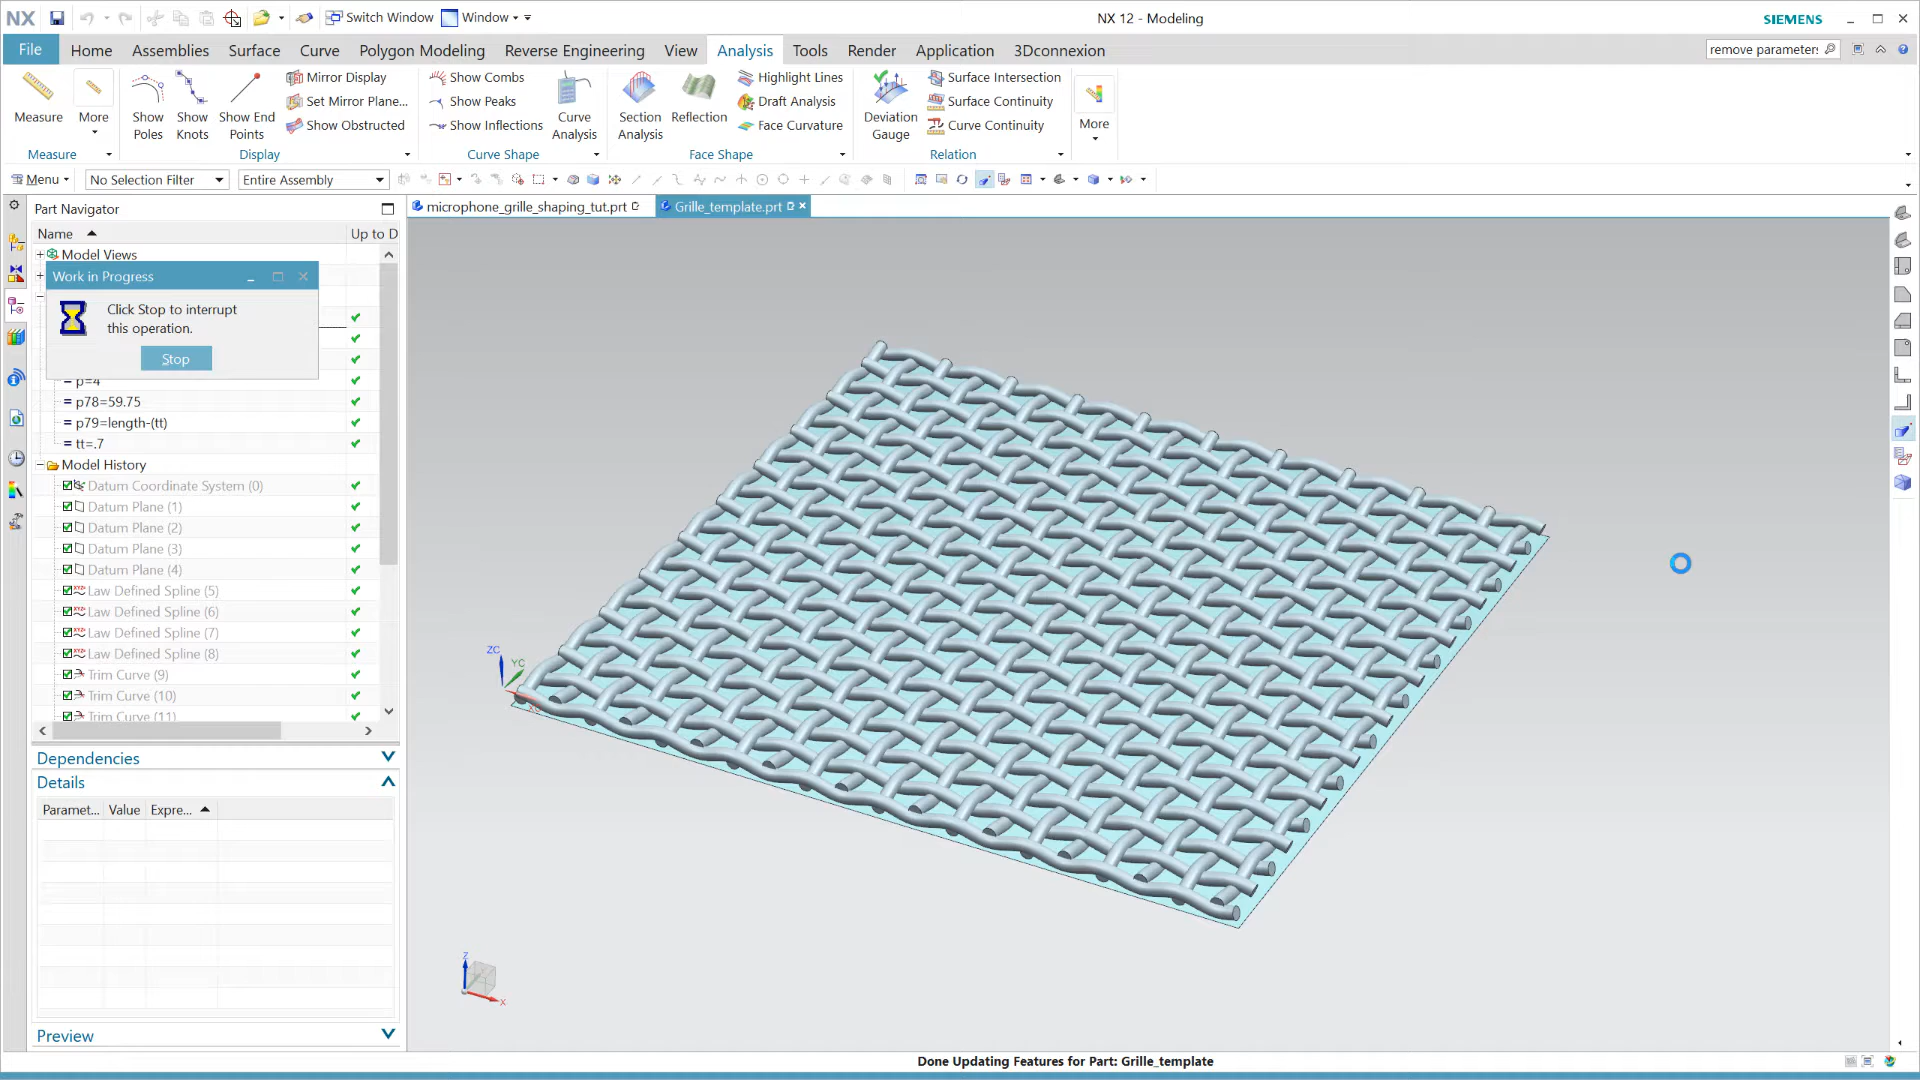 NX Switch Window Window NX 12 - Modeling SIEMENS
File Home Assemblies Surface Curve Polygon Modeling Reverse Engineering View Analysis Tools Render Application 3Dconnexion remove parameters
Measure
More
Show Poles
Show Knots
Show End Points
Mirror Display
Set Mirror Plane...
Show Obstructed
Show Combs
Show Peaks
Show Inflections
Curve Analysis
Section Analysis
Reflection
Highlight Lines
Draft Analysis
Face Curvature
Deviation Gauge
Surface Intersection
Surface Continuity
Curve Continuity
More
Measure Display Curve Shape Face Shape Relation
Menu No Selection Filter Entire Assembly
Part Navigator
microphone_grille_shaping_tut.prt Grille_template.prt
Name Up to D
Model Views
Work in Progress
Click Stop to interrupt
this operation.
Stop
p=4
p78=59.75
p79=length-(tt)
tt=.7
Model History
Datum Coordinate System (0)
Datum Plane (1)
Datum Plane (2)
Datum Plane (3)
Datum Plane (4)
Law Defined Spline (5)
Law Defined Spline (6)
Law Defined Spline (7)
Law Defined Spline (8)
Trim Curve (9)
Trim Curve (10)
Trim Curve (11)
Dependencies
Details
Paramet... Value Expre...
Preview
ZC
YC
XC
Z
X
Done Updating Features for Part: Grille_template